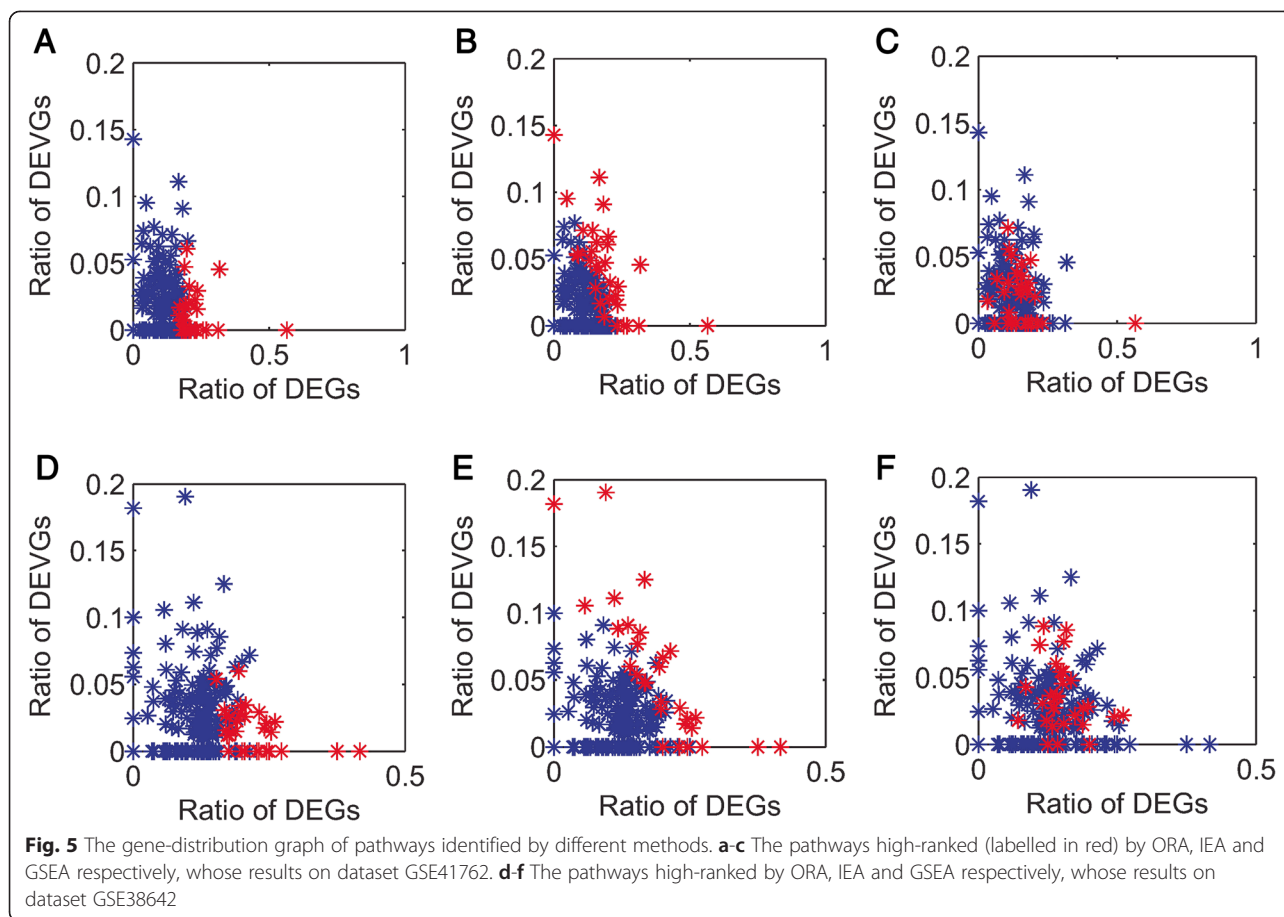 A
B
C
0.2
0.15
0.1
0.05
0
0
0.5
1
Ratio of DEVGs
Ratio of DEGs
0.2
0.15
0.1
0.05
0
0
0.5
1
Ratio of DEVGs
Ratio of DEGs
0.2
0.15
0.1
0.05
0
0
0.5
1
Ratio of DEVGs
Ratio of DEGs
D
E
F
0.2
0.15
0.1
0.05
0
0
0.5
Ratio of DEVGs
Ratio of DEGs
0.2
0.15
0.1
0.05
0
0
0.5
Ratio of DEVGs
Ratio of DEGs
0.2
0.15
0.1
0.05
0
0
0.5
Ratio of DEVGs
Ratio of DEGs
Fig. 5 The gene-distribution graph of pathways identified by different methods. a-c The pathways high-ranked (labelled in red) by ORA, IEA and
GSEA respectively, whose results on dataset GSE41762. d-f The pathways high-ranked by ORA, IEA and GSEA respectively, whose results on
dataset GSE38642